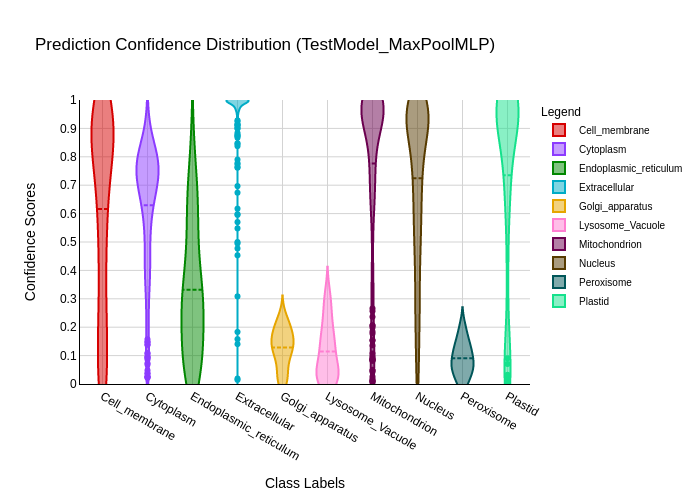 Prediction Confidence Distribution (TestModel_MaxPoolMLP)
Legend
Cell_membrane
Cytoplasm
Endoplasmic_reticulum
Extracellular
Golgi_apparatus
Lysosome_Vacuole
Mitochondrion
Nucleus
Peroxisome
Plastid
Confidence Scores
1
0.9
0.8
0.7
0.6
0.5
0.4
0.3
0.2
0.1
0
Cell_membrane
Cytoplasm
Endoplasmic_reticulum
Extracellular
Golgi_apparatus
Lysosome_Vacuole
Mitochondrion
Nucleus
Peroxisome
Plastid
Class Labels